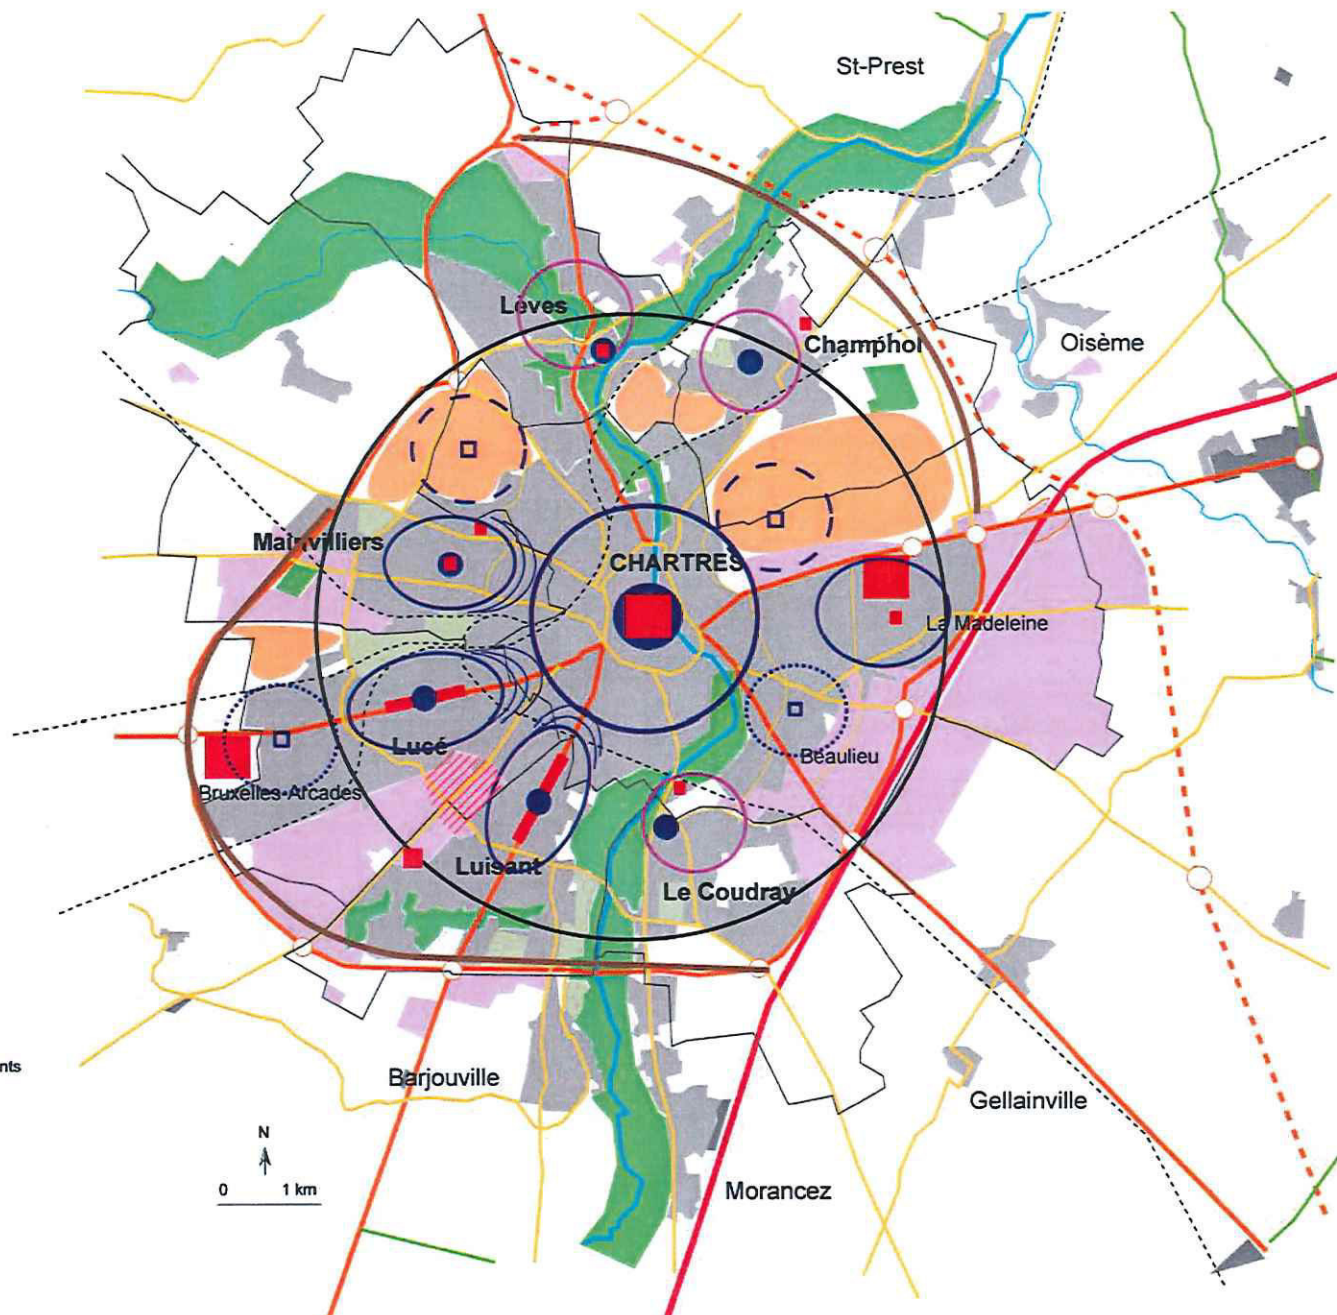 St-Prest
Lèves
Champhol
Oisème
Mainvilliers
CHARTRES
La Madeleine
Lucé
Beaulieu
Bruxelles-Arcades
Luisant
Le Coudray
nts
Barjouville
Gellainville
N
0 1 km
Morancez